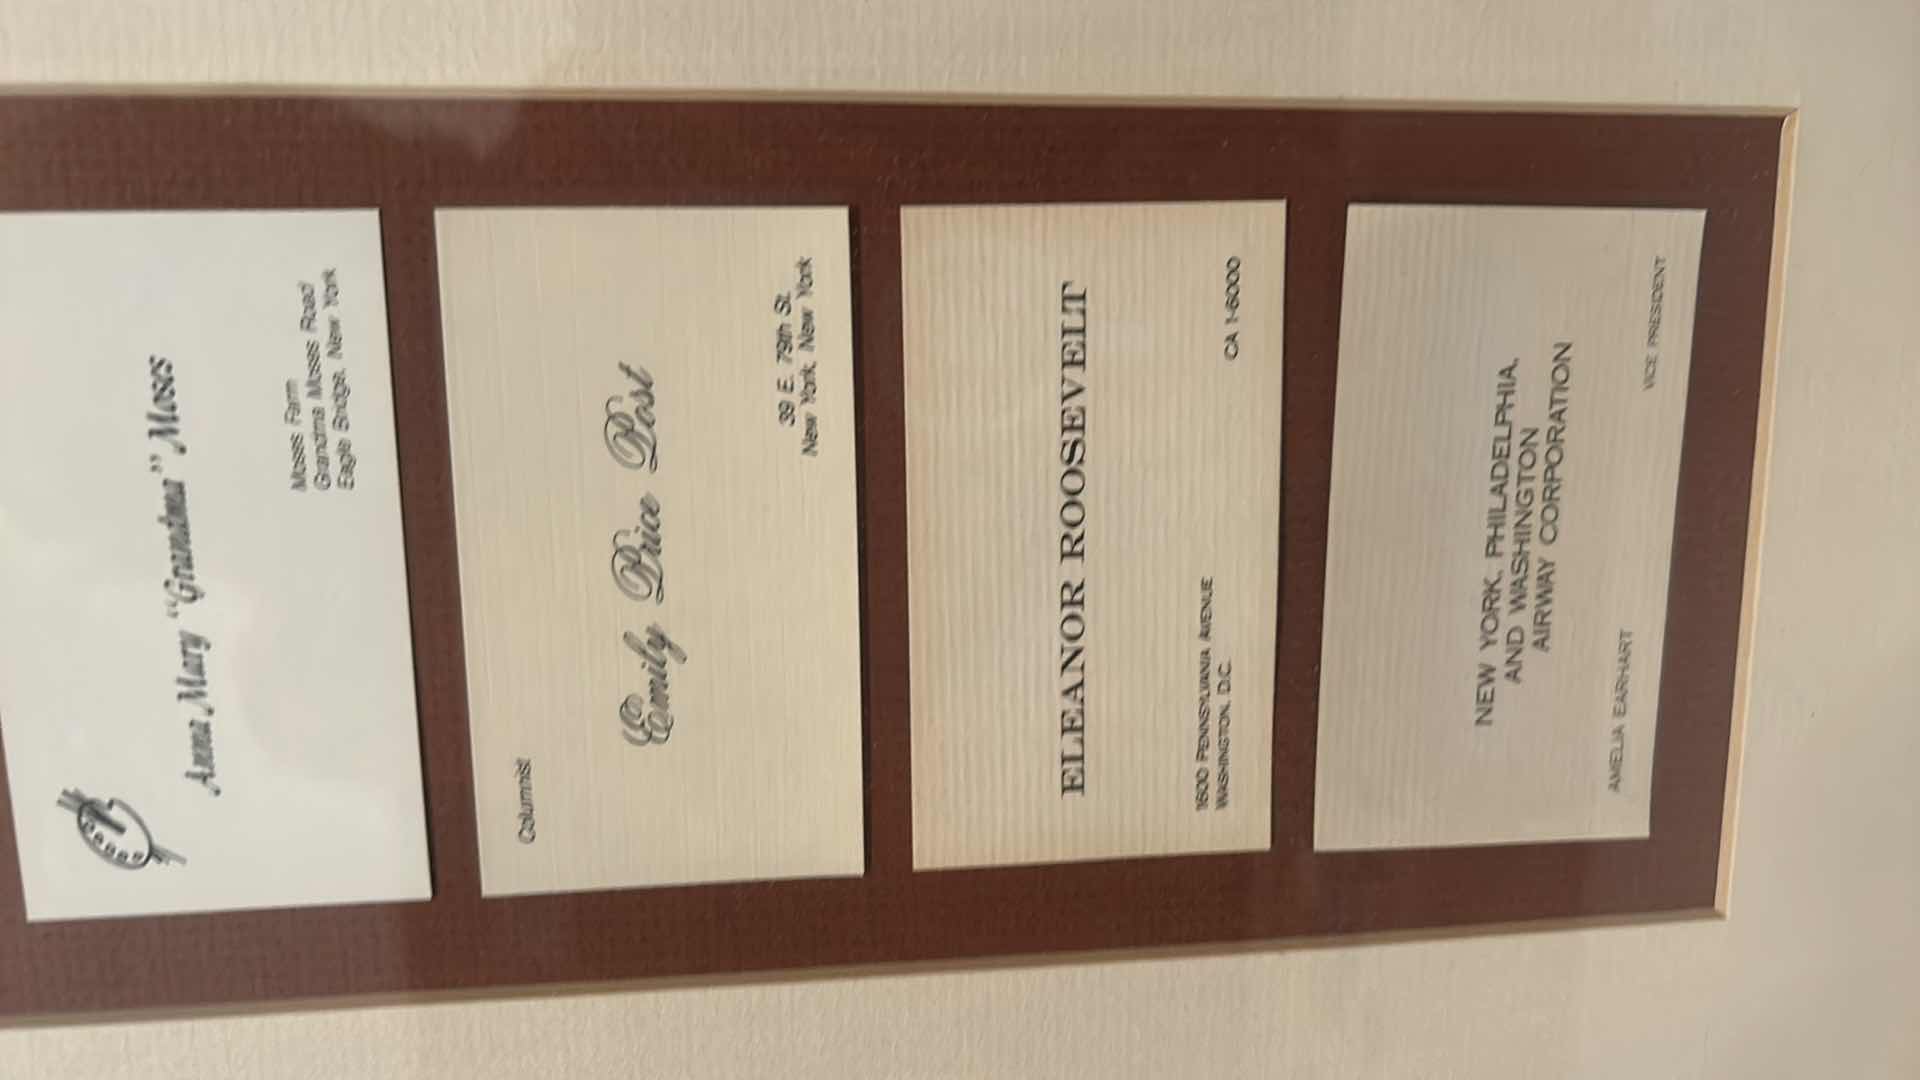 Anna Mary “Grandma” Moses
Moses Farm
Grandma Moses Road
Eagle Bridge, New York
Columnist
Emily Price Post
39 E. 79th St.
New York, New York
ELEANOR ROOSEVELT
1600 PENNSYLVANIA AVENUE
WASHINGTON, D.C.
CA 1-6000
NEW YORK, PHILADELPHIA,
AND WASHINGTON
AIRWAY CORPORATION
AMELIA EARHART
VICE PRESIDENT